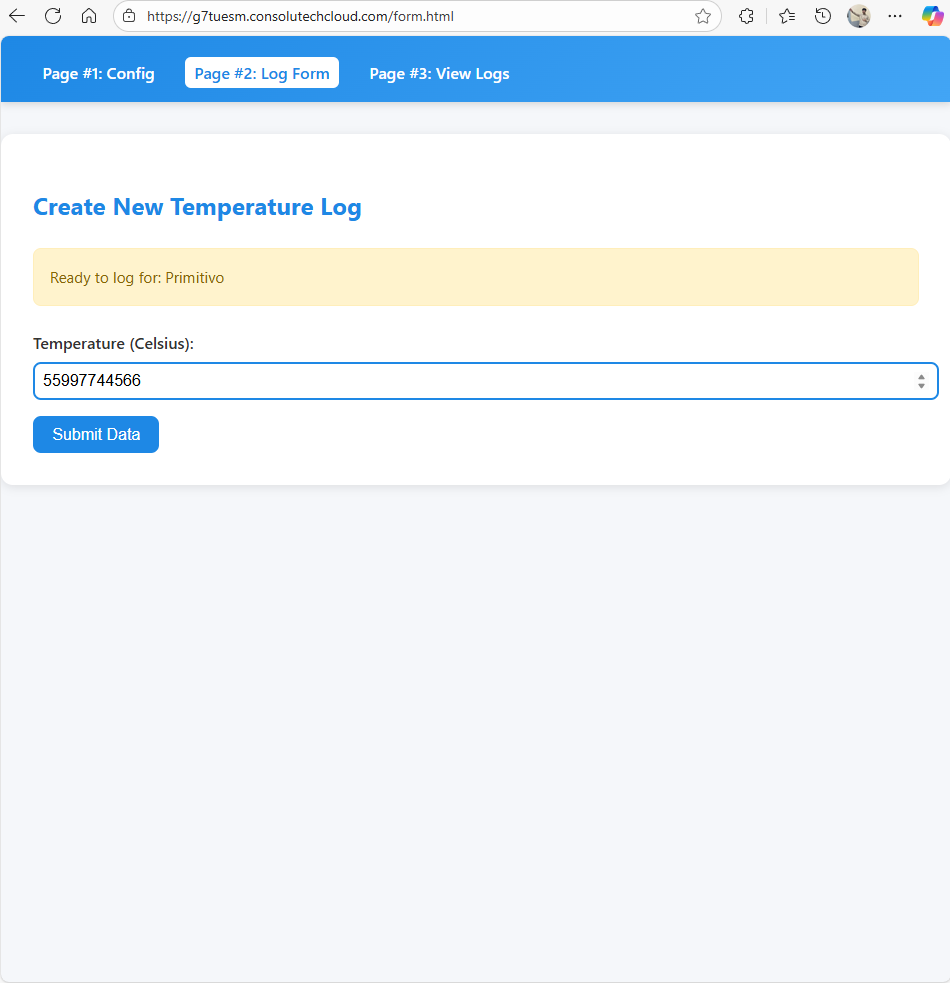 https://g7tuesm.consolutechcloud.com/form.html
Page #1: Config Page #2: Log Form Page #3: View Logs
Create New Temperature Log
Ready to log for: Primitivo
Temperature (Celsius):
55997744566
Submit Data